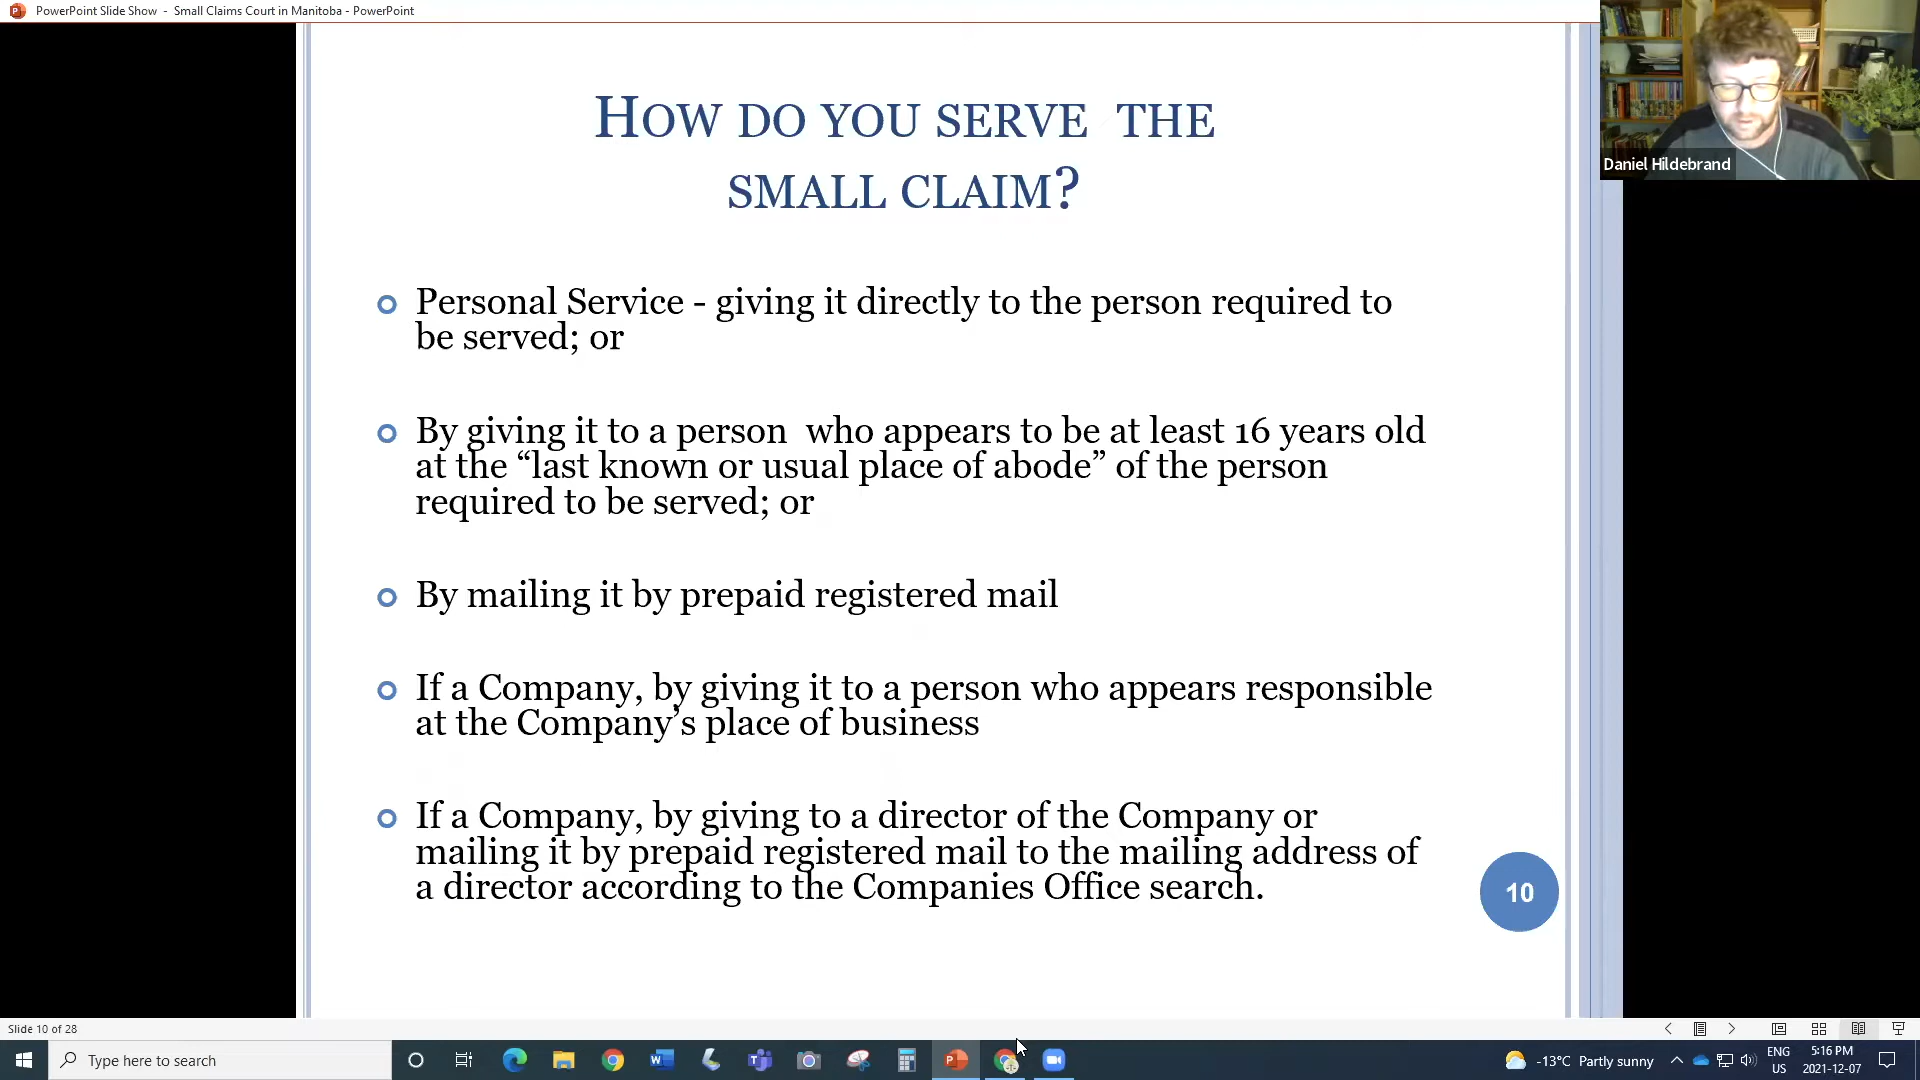 PowerPoint Slide Show - Small Claims Court in Manitoba - PowerPoint
Daniel Hildebrand
HOW DO YOU SERVE THE
SMALL CLAIM?
Personal Service - giving it directly to the person required to
be served; or
By giving it to a person who appears to be at least 16 years old
at the “last known or usual place of abode” of the person
required to be served; or
By mailing it by prepaid registered mail
If a Company, by giving it to a person who appears responsible
at the Company’s place of business
If a Company, by giving to a director of the Company or
mailing it by prepaid registered mail to the mailing address of
a director according to the Companies Office search.
10
Slide 10 of 28
Type here to search
-13°C Partly sunny
ENG
US
5:16 PM
2021-12-07